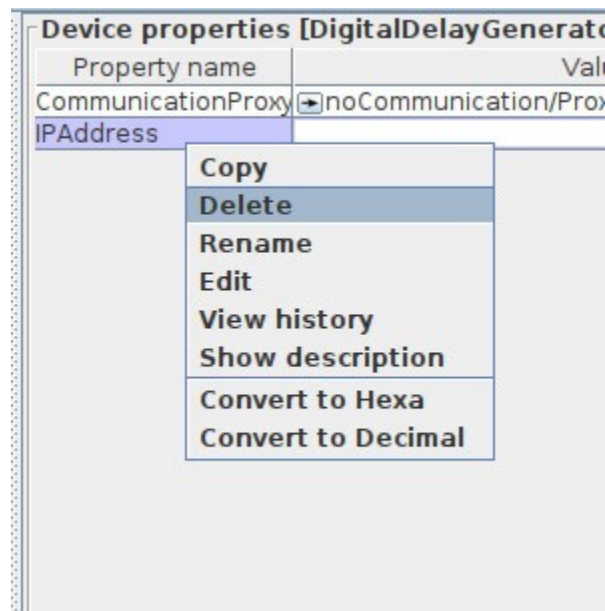 Device properties [DigitalDelayGenerato
Property name Valu
CommunicationProxy noCommunication/Prox
IPAddress
Copy
Delete
Rename
Edit
View history
Show description
Convert to Hexa
Convert to Decimal